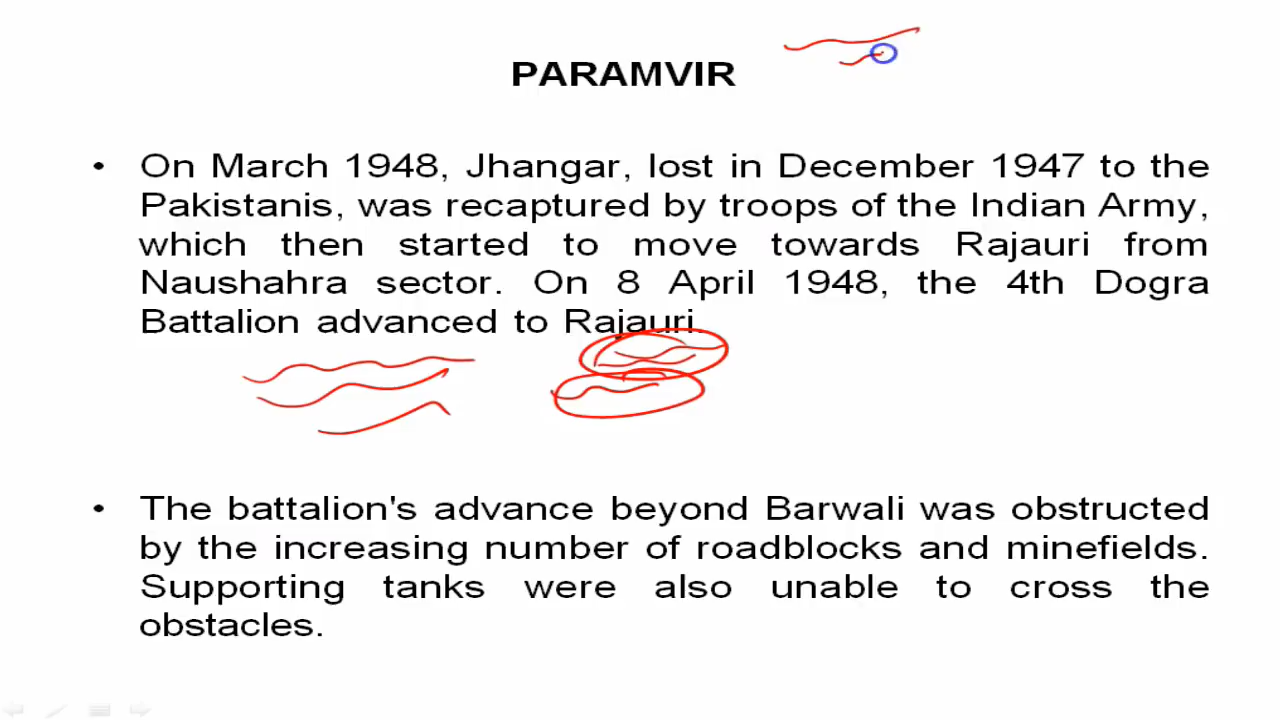 PARAMVIR
• On March 1948, Jhangar, lost in December 1947 to the
Pakistanis, was recaptured by troops of the Indian Army,
which then started to move towards Rajauri from
Naushahra sector. On 8 April 1948, the 4th Dogra
Battalion advanced to Rajauri.
• The battalion's advance beyond Barwali was obstructed
by the increasing number of roadblocks and minefields.
Supporting tanks were also unable to cross the
obstacles.